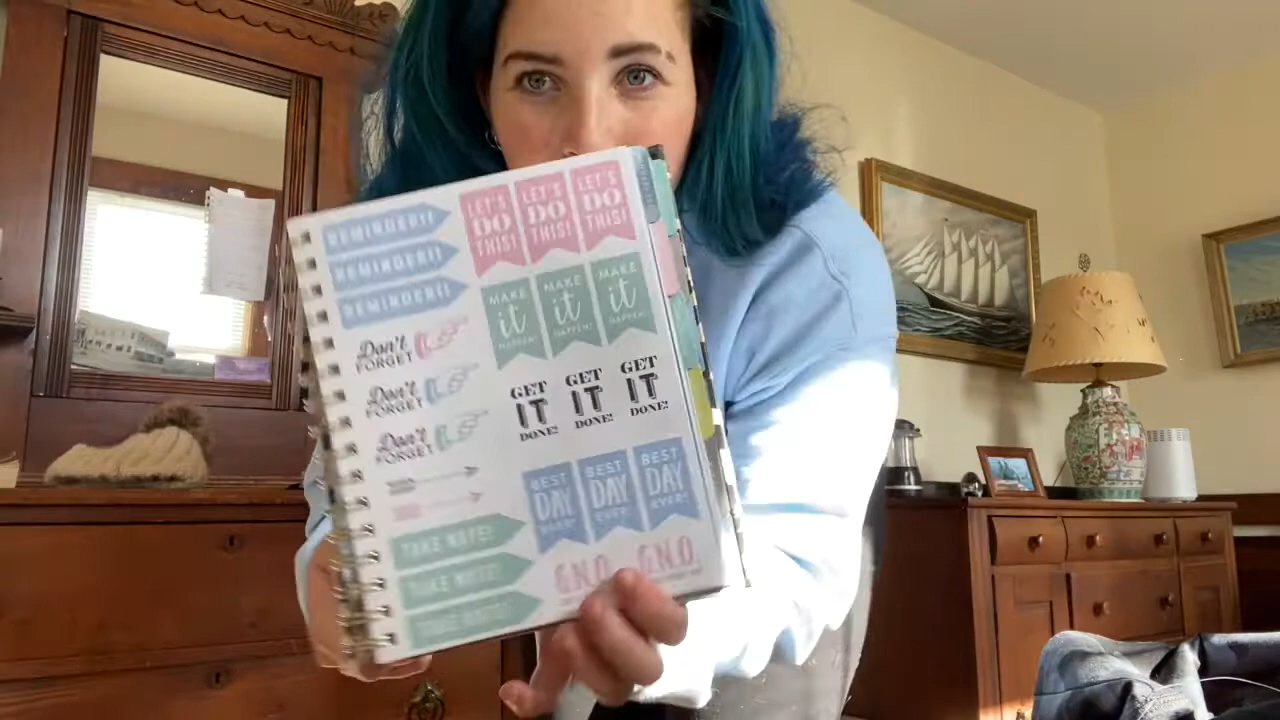 REMINDER!!
REMINDER!!
REMINDER!!
Don't
FORGET
Don't
FORGET
Don't
FORGET
TAKE NOTE!
TAKE NOTE!
TAKE NOTE!
LET'S
DO
THIS!
LET'S
DO
THIS!
LET'S
DO
THIS!
MAKE
it
HAPPEN!
MAKE
it
HAPPEN!
MAKE
it
HAPPEN!
GET
IT
DONE!
GET
IT
DONE!
GET
IT
DONE!
BEST
DAY
EVER!
BEST
DAY
EVER!
BEST
DAY
EVER!
G.N.O.
G.N.O.